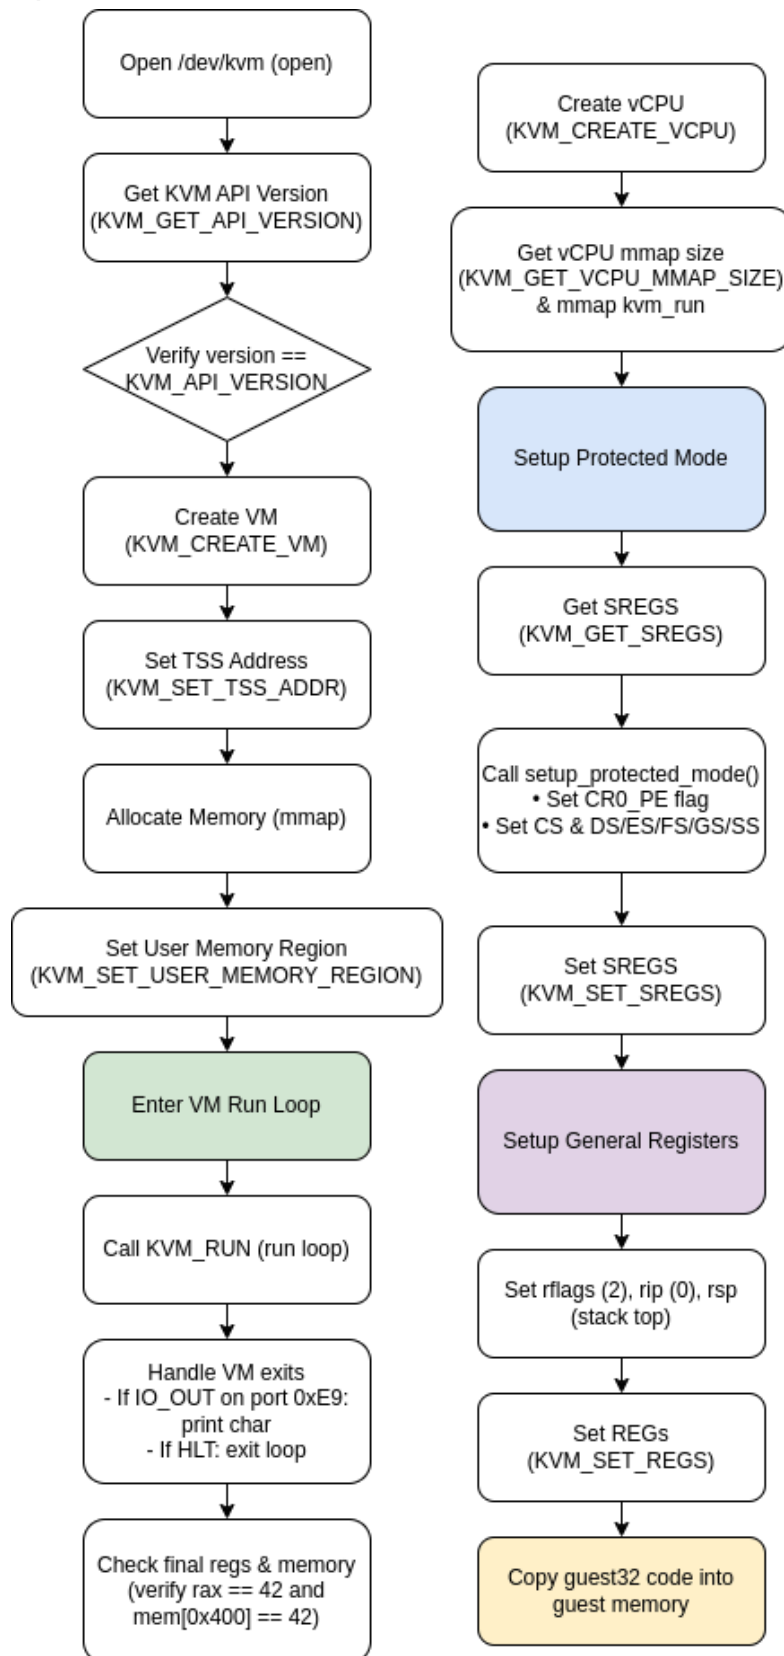 Open /dev/kvm (open)
Get KVM API Version
(KVM_GET_API_VERSION)
Verify version ==
KVM_API_VERSION
Create VM
(KVM_CREATE_VM)
Set TSS Address
(KVM_SET_TSS_ADDR)
Allocate Memory (mmap)
Set User Memory Region
(KVM_SET_USER_MEMORY_REGION)
Enter VM Run Loop
Call KVM_RUN (run loop)
Handle VM exits
- If IO_OUT on port 0xE9:
print char
- If HLT: exit loop
Check final regs & memory
(verify rax == 42 and
mem[0x400] == 42)
Create vCPU
(KVM_CREATE_VCPU)
Get vCPU mmap size
(KVM_GET_VCPU_MMAP_SIZE)
& mmap kvm_run
Setup Protected Mode
Get SREGS
(KVM_GET_SREGS)
Call setup_protected_mode()
• Set CR0_PE flag
• Set CS & DS/ES/FS/GS/SS
Set SREGS
(KVM_SET_SREGS)
Setup General Registers
Set rflags (2), rip (0), rsp
(stack top)
Set REGs
(KVM_SET_REGS)
Copy guest32 code into
guest memory